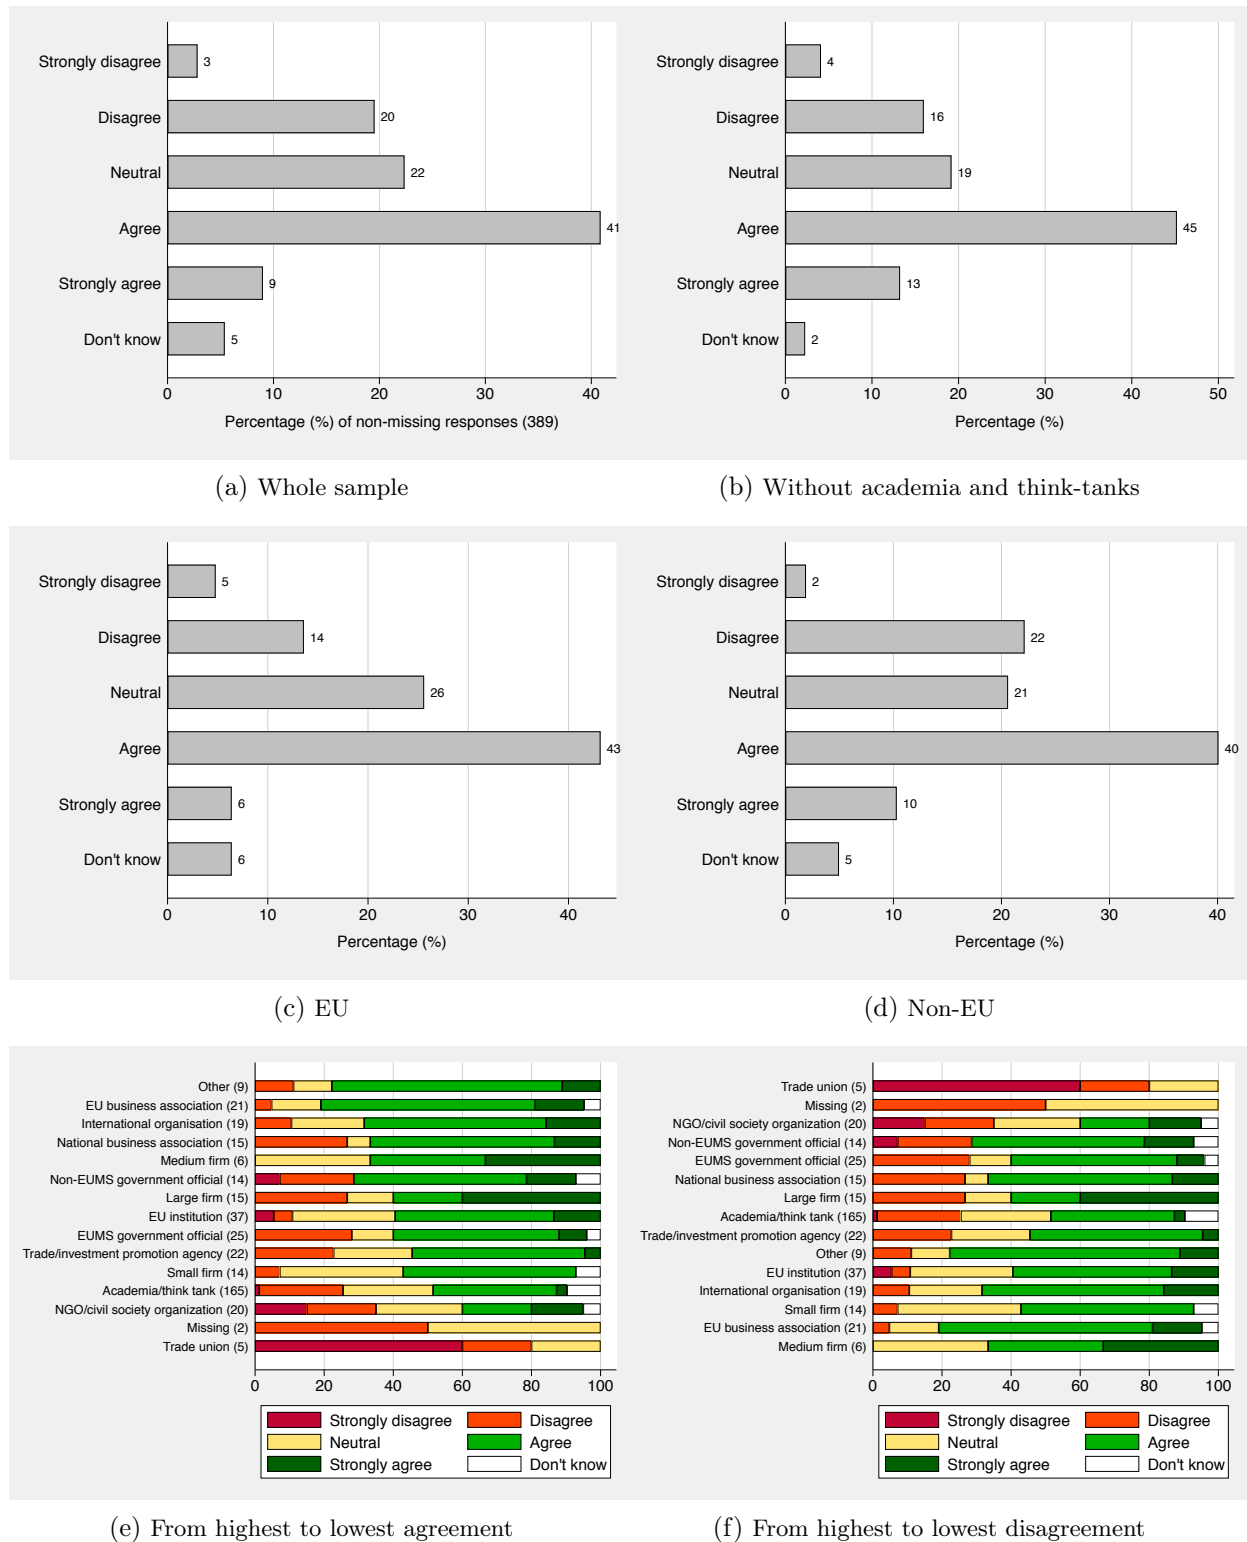 Strongly disagree 3
Disagree 20
Neutral 22
Agree 41
Strongly agree 9
Don't know 5
0 10 20 30 40
Percentage (%) of non-missing responses (389)
(a) Whole sample
Strongly disagree 4
Disagree 16
Neutral 19
Agree 45
Strongly agree 13
Don't know 2
0 10 20 30 40 50
Percentage (%)
(b) Without academia and think-tanks
Strongly disagree 5
Disagree 14
Neutral 26
Agree 43
Strongly agree 6
Don't know 6
0 10 20 30 40
Percentage (%)
(c) EU
Strongly disagree 2
Disagree 22
Neutral 21
Agree 40
Strongly agree 10
Don't know 5
0 10 20 30 40
Percentage (%)
(d) Non-EU
Other (9)
EU business association (21)
International organisation (19)
National business association (15)
Medium firm (6)
Non-EUMS government official (14)
Large firm (15)
EU institution (37)
EUMS government official (25)
Trade/investment promotion agency (22)
Small firm (14)
Academia/think tank (165)
NGO/civil society organization (20)
Missing (2)
Trade union (5)
0 20 40 60 80 100
Strongly disagree Disagree
Neutral Agree
Strongly agree Don't know
(e) From highest to lowest agreement
Trade union (5)
Missing (2)
NGO/civil society organization (20)
Non-EUMS government official (14)
EUMS government official (25)
National business association (15)
Large firm (15)
Academia/think tank (165)
Trade/investment promotion agency (22)
Other (9)
EU institution (37)
International organisation (19)
Small firm (14)
EU business association (21)
Medium firm (6)
0 20 40 60 80 100
Strongly disagree Disagree
Neutral Agree
Strongly agree Don't know
(f) From highest to lowest disagreement